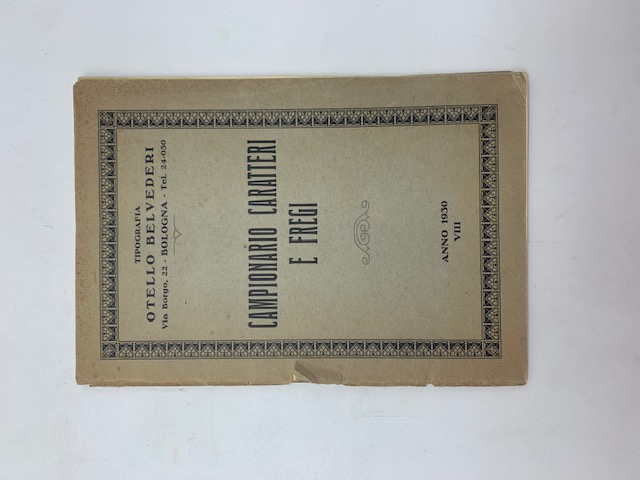 TIPOGRAFIA
OTELLO BELVEDERI
Via Borgo, 22 - BOLOGNA - Tel. 24-050
CAMPIONARIO CARATTERI
E FREGI
ANNO 1930
VIII